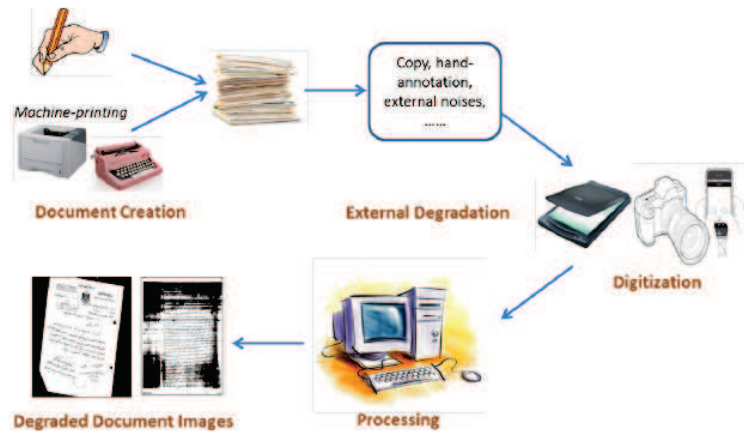 Copy, hand-
annotation,
external noises,
... ...
Machine-printing
Document Creation
External Degradation
Digitization
Degraded Document Images
Processing